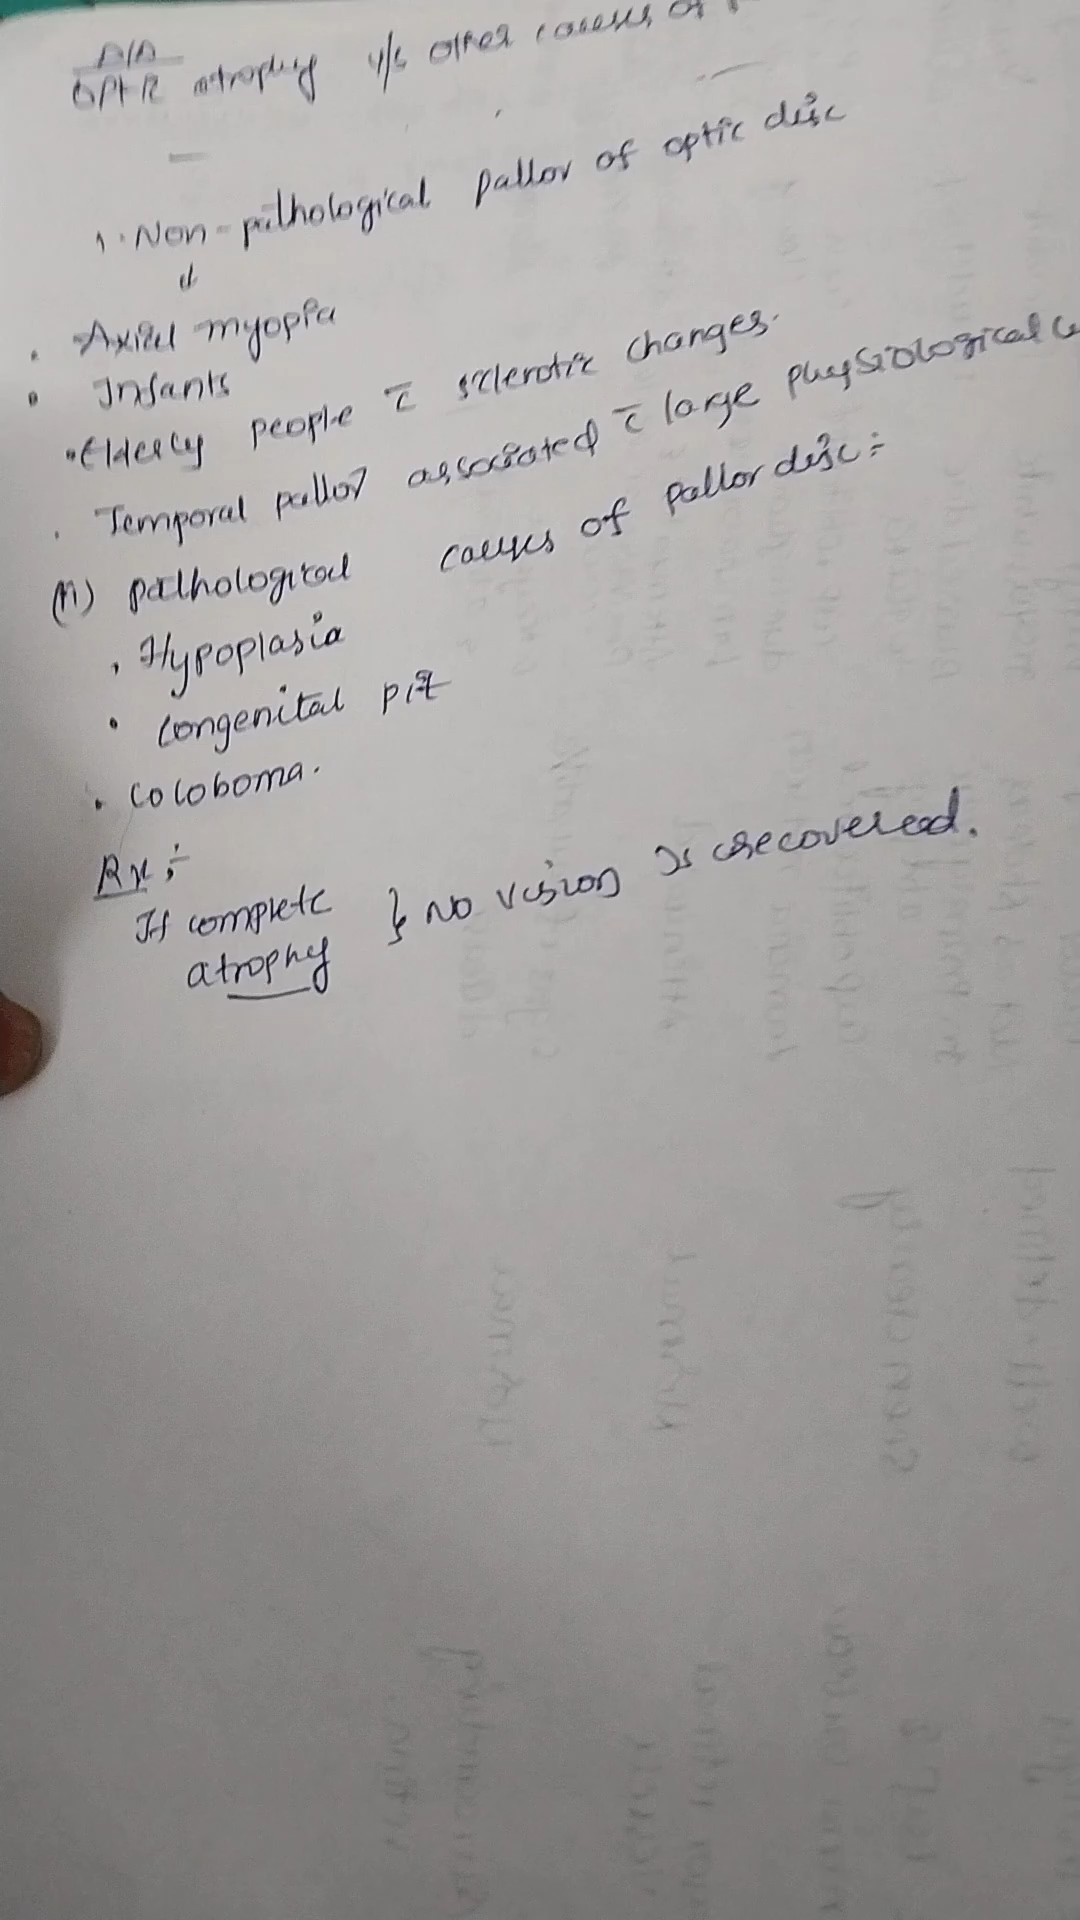 D/D
optic atrophy v/s other causes of
1. Non-pathological pallor of optic disc
↓
• Axial myopia
• Infants
• Elderly people c̄ sclerotic changes.
• Temporal pallor associated c̄ large physiological
(11) pathological causes of pallor disc:-
• Hypoplasia
• congenital pit
• coloboma.
Rx :-
If complete } No vision is recovered.
atrophy